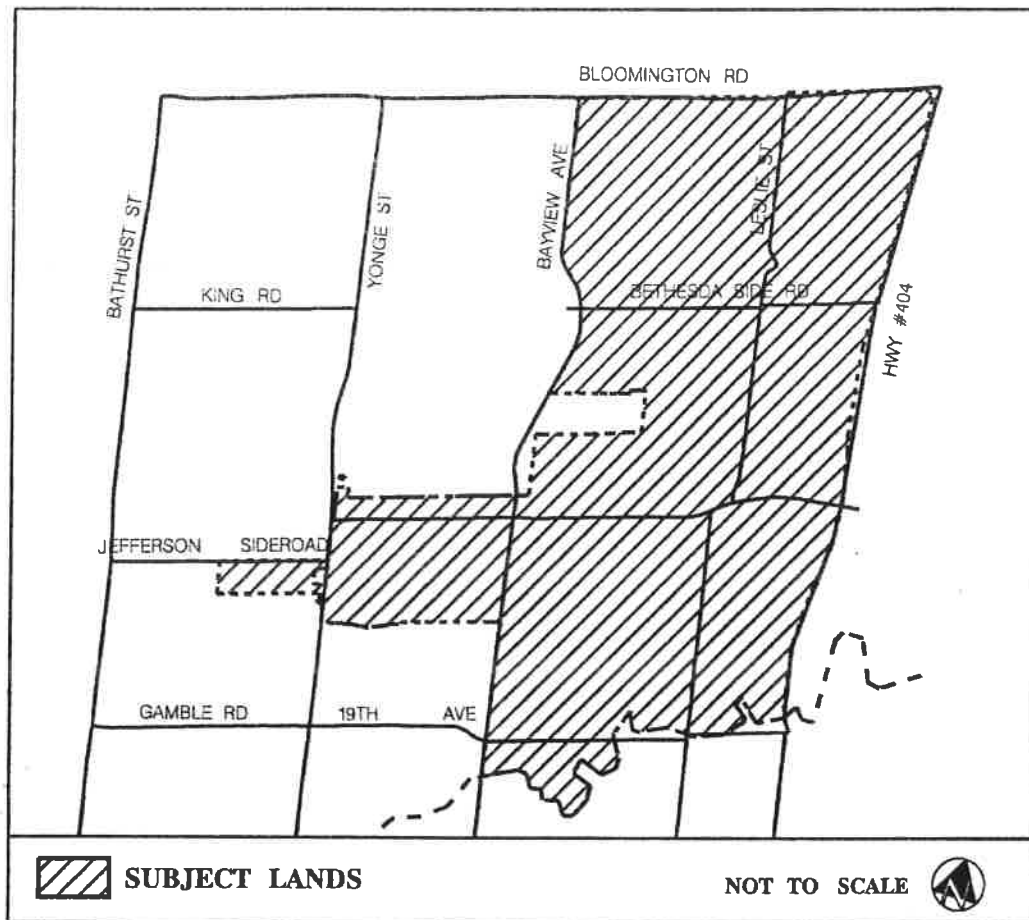 BLOOMINGTON RD
BATHURST ST
YONGE ST
BAYVIEW AVE
LESLIE ST
KING RD
BETHESDA SIDE RD
HWY #404
JEFFERSON SIDEROAD
GAMBLE RD
19TH AVE
SUBJECT LANDS
NOT TO SCALE